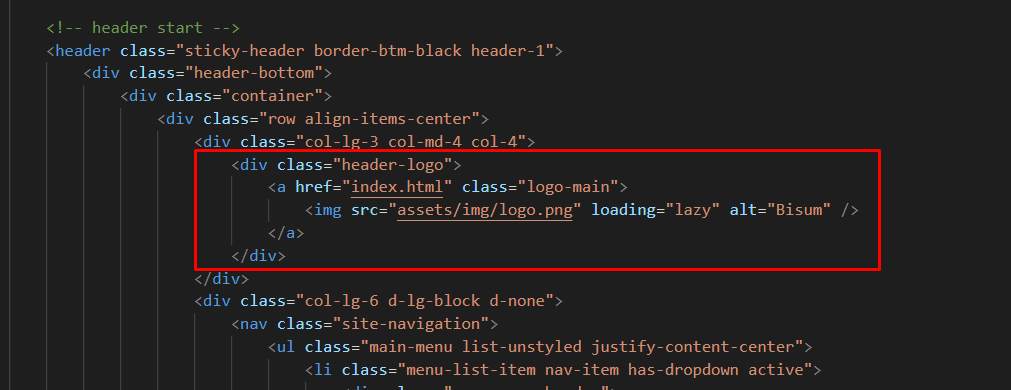 <!-- header start -->
<header class="sticky-header border-btm-black header-1">
<div class="header-bottom">
<div class="container">
<div class="row align-items-center">
<div class="col-lg-3 col-md-4 col-4">
<div class="header-logo">
<a href="index.html" class="logo-main">
<img src="assets/img/logo.png" loading="lazy" alt="Bisum" />
</a>
</div>
</div>
<div class="col-lg-6 d-lg-block d-none">
<nav class="site-navigation">
<ul class="main-menu list-unstyled justify-content-center">
<li class="menu-list-item nav-item has-dropdown active">